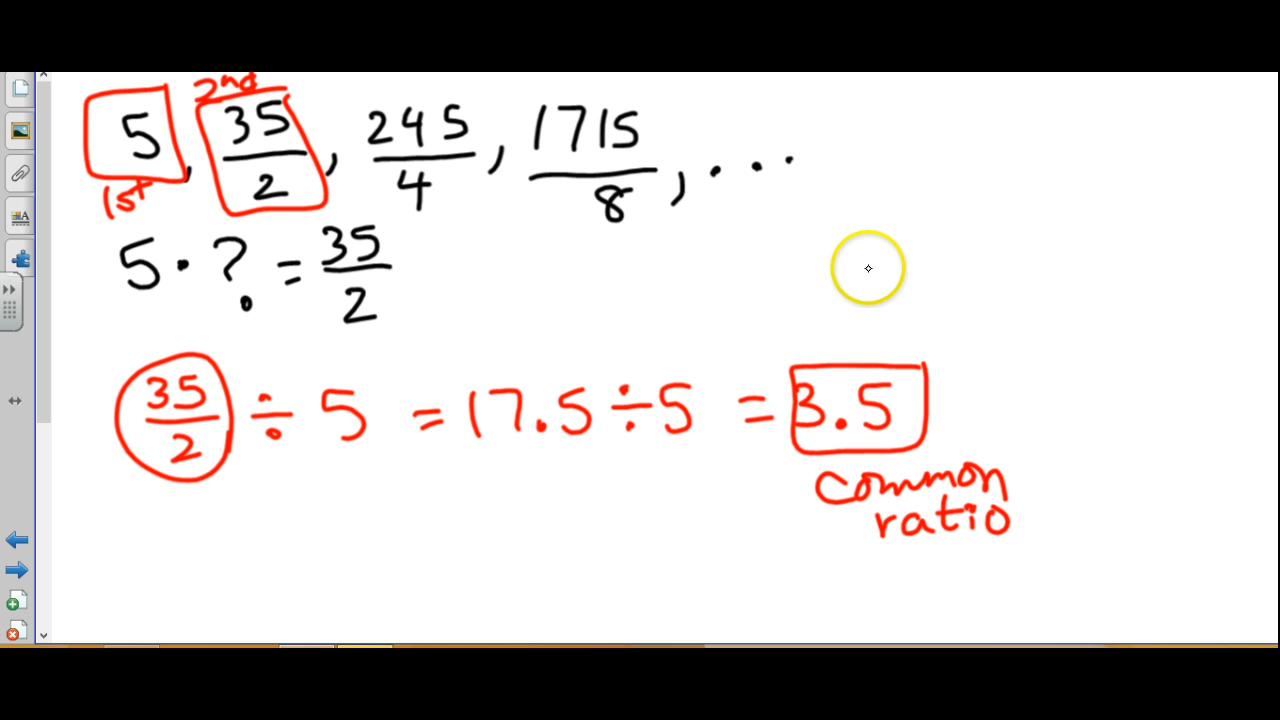 2nd
5, 35/2, 245/4, 1715/8, ...
1st
5 · ? = 35/2
35/2 ÷ 5 = 17.5 ÷ 5 = 3.5
common
ratio